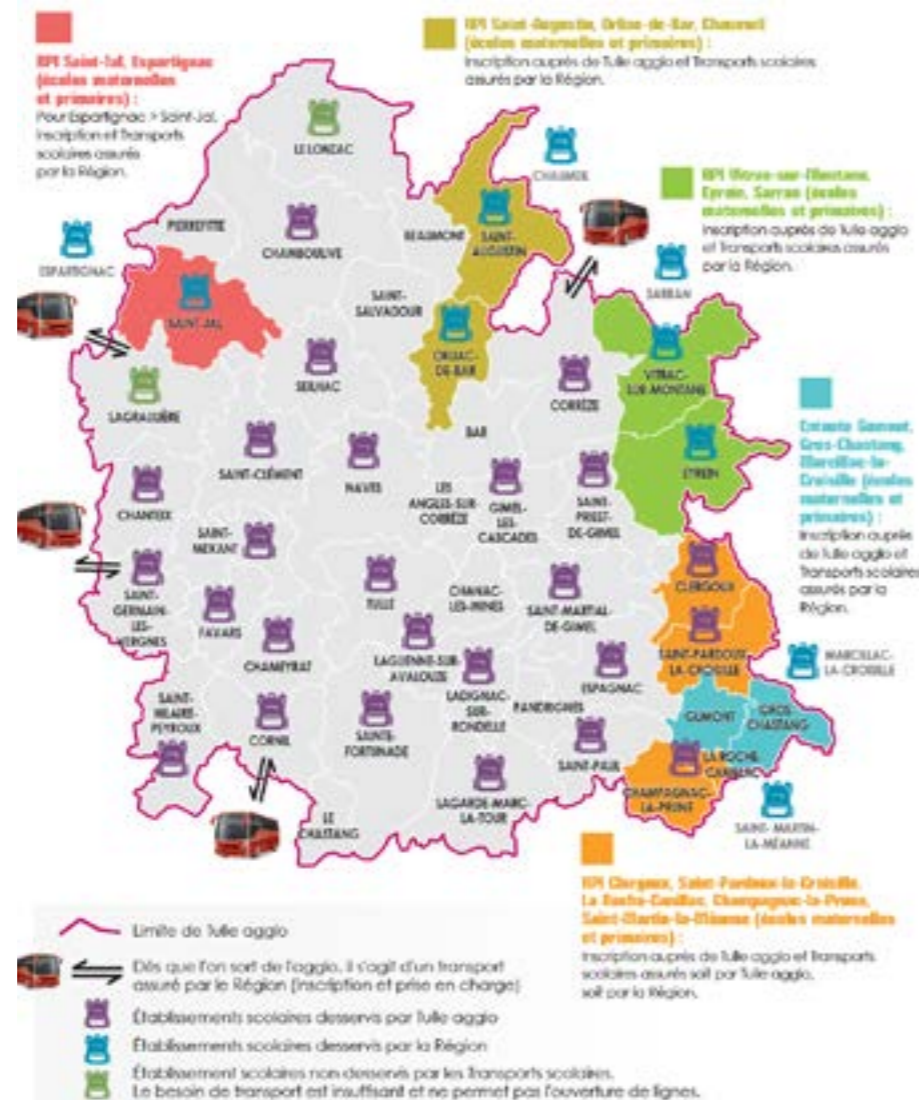 RPI Saint-Jal, Espartignac
(écoles maternelles
et primaires) :
Pour Espartignac > Saint-Jal,
Inscription et Transports
scolaires assurés
par la Région.
RPI Saint-Augustin, Orliac-de-Bar, Chaumeil
(écoles maternelles et primaires) :
Inscription auprès de Tulle agglo et Transports scolaires
assurés par la Région.
RPI Vitrac-sur-Montane,
Eyrein, Sarran (écoles
maternelles et primaires) :
Inscription auprès de Tulle agglo
et Transports scolaires assurés
par la Région.
Entente Gumont,
Gros-Chastang,
Marcillac-la-
Croisille (écoles
maternelles et
primaires) :
Inscription auprès
de Tulle agglo et
Transports scolaires
assurés par la
Région.
LE LONZAC
CHAUMEIL
PIERREFITTE
CHAMBOULIVE
BEAUMONT
SAINT-
AUGUSTIN
ESPARTIGNAC
SARRAN
SAINT-JAL
SAINT-
SALVADOUR
ORLIAC-
DE-BAR
VITRAC-
SUR-MONTANE
LAGRAULIÈRE
SEILHAC
CORRÈZE
BAR
EYREIN
SAINT-CLÉMENT
NAVES
LES
ANGLES-SUR-
CORRÈZE
GIMEL-
LES-
CASCADES
SAINT-
PRIEST-
DE-GIMEL
CHANTEIX
SAINT-
MEXANT
CLERGOUX
SAINT-
GERMAIN-
LES-
VERGNES
FAVARS
TULLE
CHANAC-
LES-MINES
SAINT-MARTIAL-
DE-GIMEL
SAINT-PARDOUX-
LA-CROISILLE
MARCILLAC-
LA-CROISILLE
CHAMEYRAT
LAGUENNE-SUR-
AVALOUZE
LADIGNAC-
SUR-
RONDELLE
ESPAGNAC
PANDRIGNES
GUMONT
GROS-
CHASTANG
SAINT-
HILAIRE-
PEYROUX
CORNIL
SAINTE-
FORTUNADE
SAINT-PAUL
LA ROCHE-
CANILLAC
CHAMPAGNAC-
LA-PRUNE
LE
CHASTANG
LAGARDE-MARC-
LA-TOUR
SAINT-MARTIN-
LA-MÉANNE
RPI Clergoux, Saint-Pardoux-la-Croisille,
La Roche-Canillac, Champagnac-la-Prune,
Saint-Martin-la-Méanne (écoles maternelles
et primaires) :
Inscription auprès de Tulle agglo et Transports
scolaires assurés soit par Tulle agglo,
soit par la Région.
Limite de Tulle agglo
Dès que l'on sort de l'agglo, il s'agit d'un transport
assuré par le Région (Inscription et prise en charge)
Établissements scolaires desservis par Tulle agglo
Établissements scolaires desservis par la Région
Établissement scolaires non desservis par les Transports scolaires.
Le besoin de transport est insuffisant et ne permet pas l'ouverture de lignes.